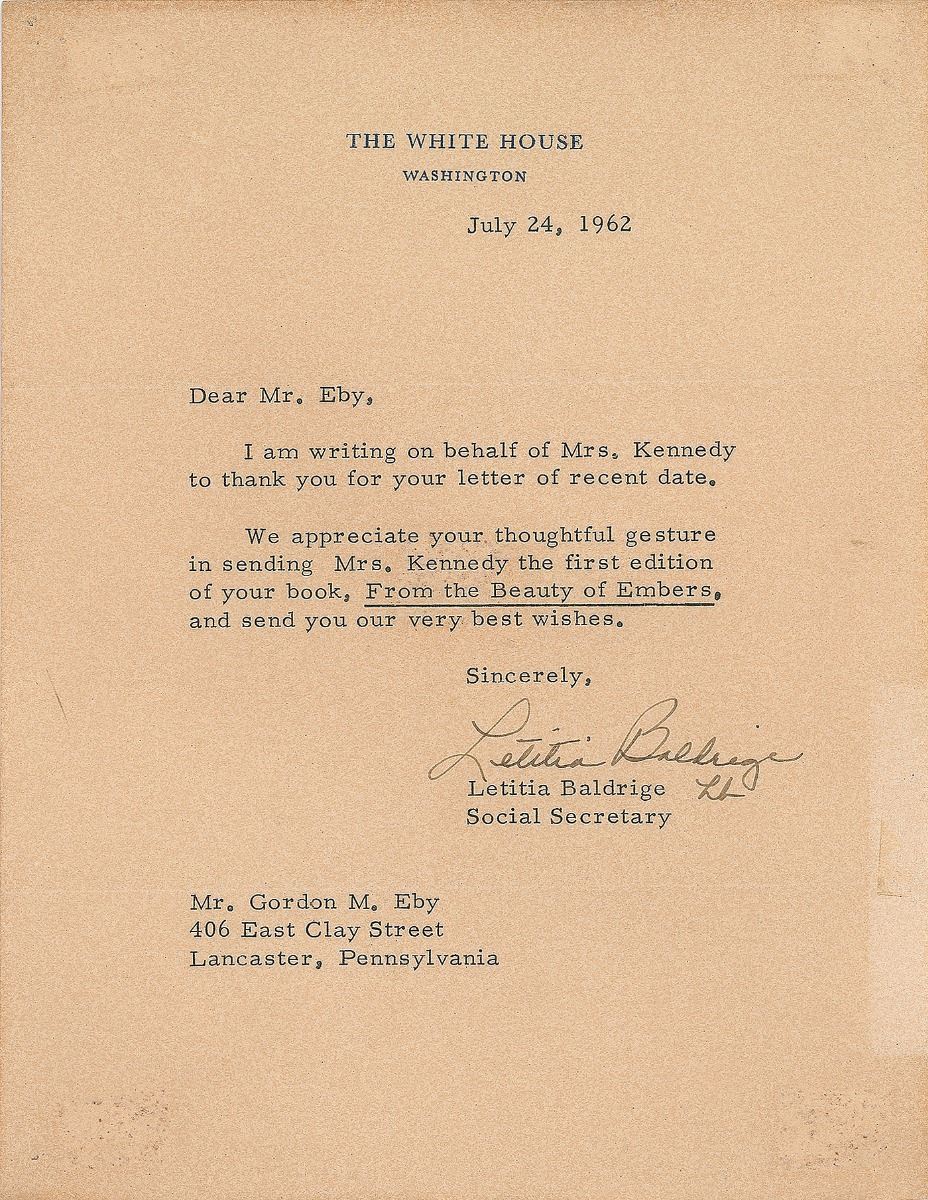 THE WHITE HOUSE
WASHINGTON
July 24, 1962
Dear Mr. Eby,
I am writing on behalf of Mrs. Kennedy
to thank you for your letter of recent date.
We appreciate your thoughtful gesture
in sending Mrs. Kennedy the first edition
of your book, From the Beauty of Embers,
and send you our very best wishes.
Sincerely,
Letitia Baldrige
Letitia Baldrige
Social Secretary
Mr. Gordon M. Eby
406 East Clay Street
Lancaster, Pennsylvania